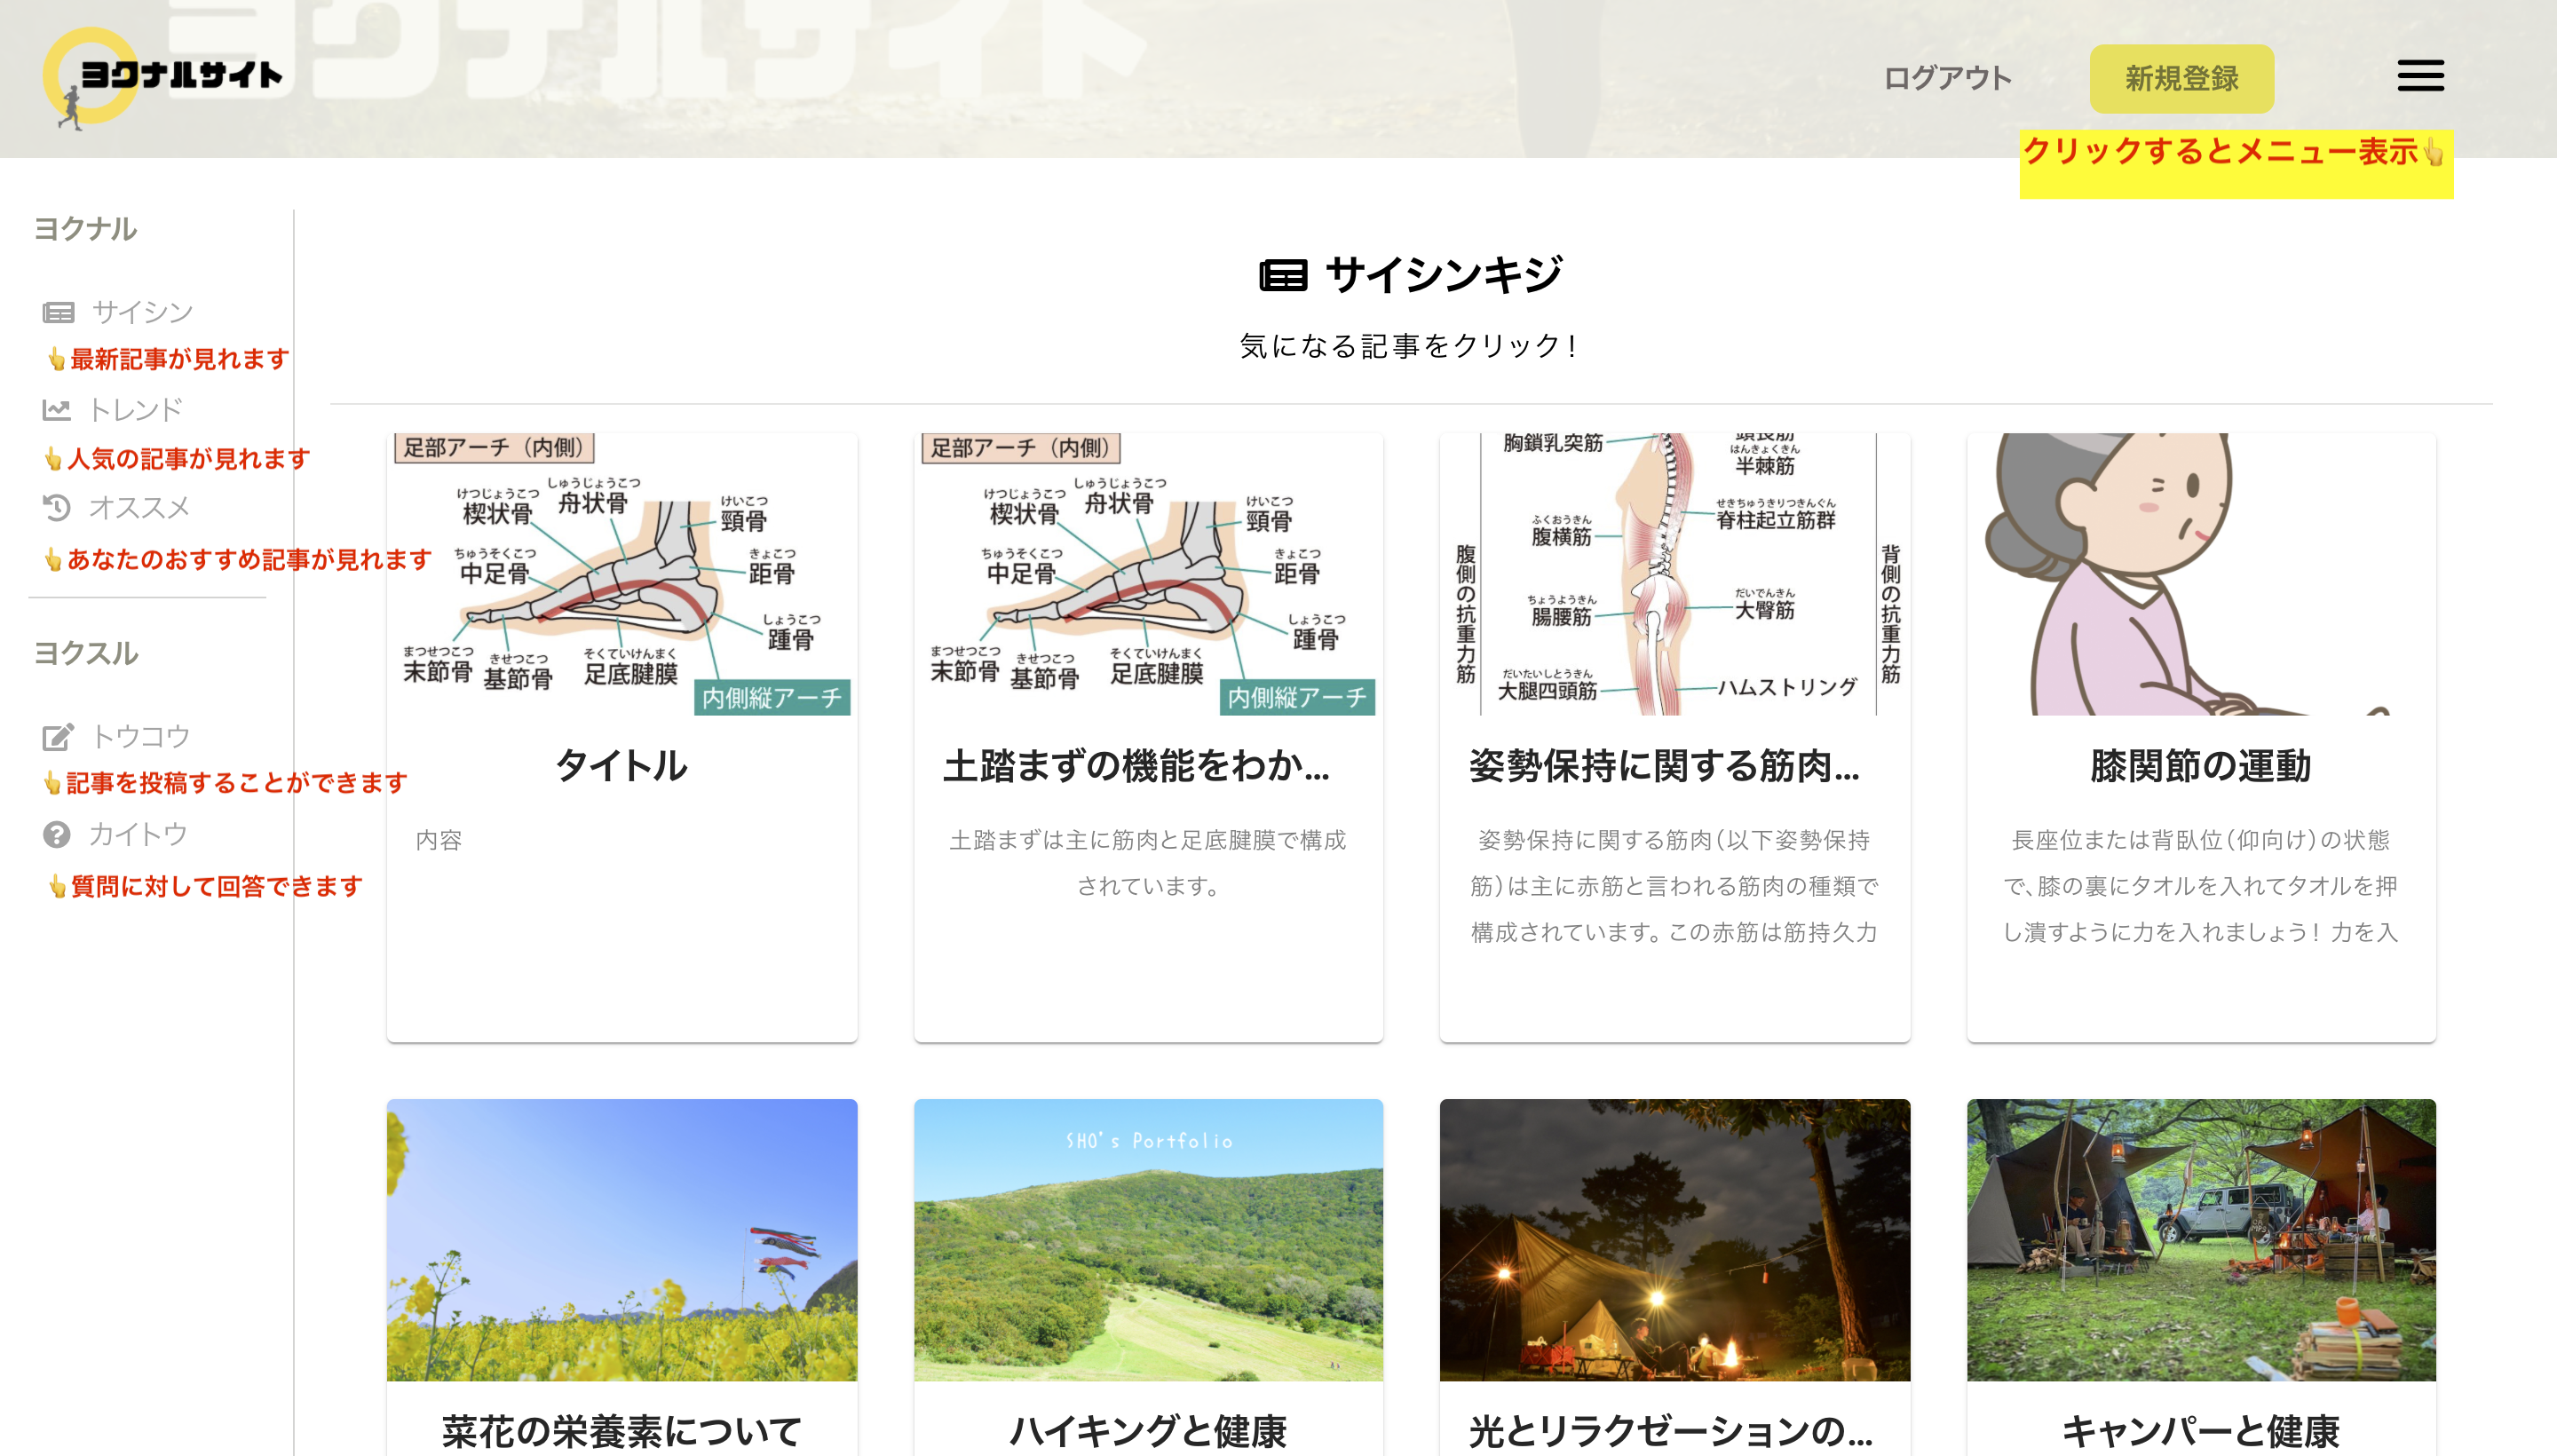 ヨクナルサイト
ヨクナルサイト
ログアウト
新規登録
クリックするとメニュー表示👆
ヨクナル
サイシン
👆最新記事が見れます
トレンド
👆人気の記事が見れます
オススメ
👆あなたのおすすめ記事が見れます
ヨクスル
トウコウ
👆記事を投稿することができます
カイトウ
👆質問に対して回答できます
サイシンキジ
気になる記事をクリック！
足部アーチ（内側）
けつじょうこつ
楔状骨
しゅうじょうこつ
舟状骨
けいこつ
頸骨
ちゅうそくこつ
中足骨
きょこつ
距骨
しょうこつ
踵骨
まつせつこつ
末節骨
きせつこつ
基節骨
そくていけんまく
足底腱膜
内側縦アーチ
タイトル
内容
足部アーチ（内側）
けつじょうこつ
楔状骨
しゅうじょうこつ
舟状骨
けいこつ
頸骨
ちゅうそくこつ
中足骨
きょこつ
距骨
しょうこつ
踵骨
まつせつこつ
末節骨
きせつこつ
基節骨
そくていけんまく
足底腱膜
内側縦アーチ
土踏まずの機能をわか...
土踏まずは主に筋肉と足底腱膜で構成
されています。
胸鎖乳突筋
頭長筋
はんきょくきん
半棘筋
せきちゅうきりつきんぐん
脊柱起立筋群
ふくおうきん
腹横筋
腹側の抗重力筋
背側の抗重力筋
ちょうようきん
腸腰筋
だいでんきん
大臀筋
だいたいしとうきん
大腿四頭筋
ハムストリング
姿勢保持に関する筋肉...
姿勢保持に関する筋肉（以下姿勢保持
筋）は主に赤筋と言われる筋肉の種類で
構成されています。この赤筋は筋持久力
膝関節の運動
長座位または背臥位（仰向け）の状態
で、膝の裏にタオルを入れてタオルを押
し潰すように力を入れましょう！力を入
菜花の栄養素について
SHO's Portfolio
ハイキングと健康
光とリラクゼーションの...
キャンパーと健康